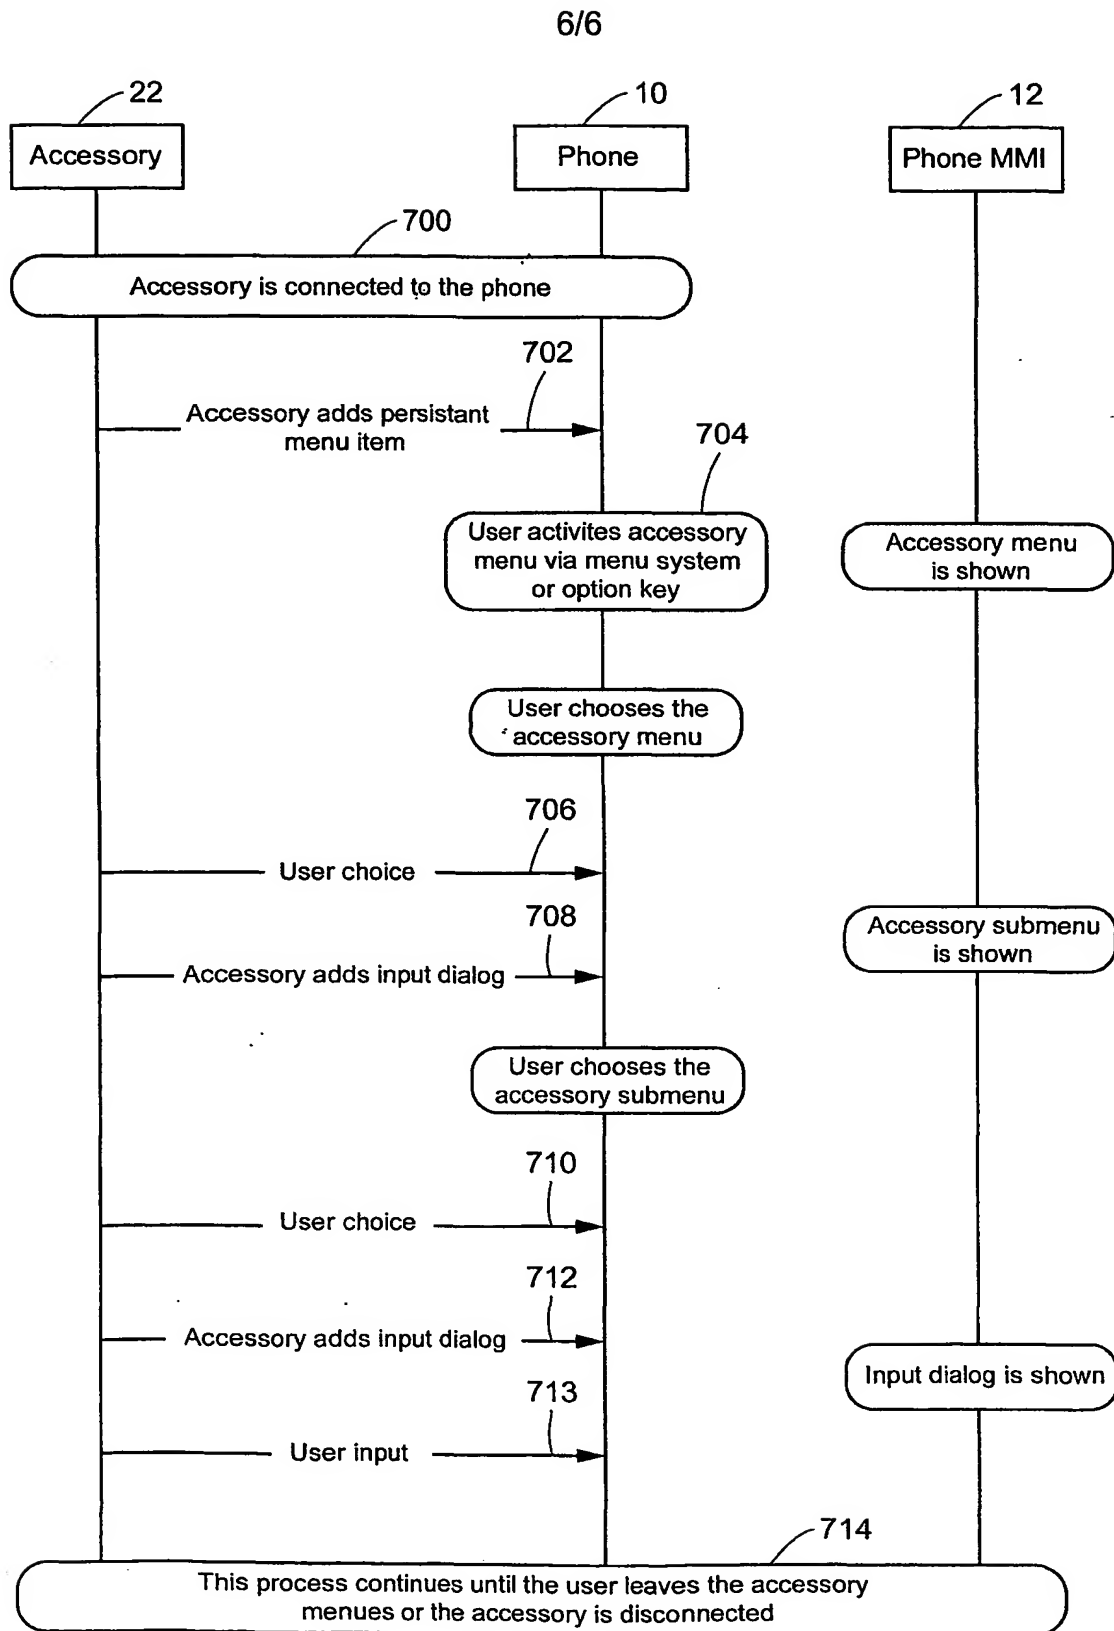 6/6
22
10
12
Accessory
Phone
Phone MMI
700
Accessory is connected to the phone
702
Accessory adds persistant
menu item
704
User activites accessory
menu via menu system
or option key
Accessory menu
is shown
User chooses the
accessory menu
706
User choice
708
Accessory submenu
is shown
Accessory adds input dialog
User chooses the
accessory submenu
710
User choice
712
Accessory adds input dialog
Input dialog is shown
713
User input
714
This process continues until the user leaves the accessory
menues or the accessory is disconnected